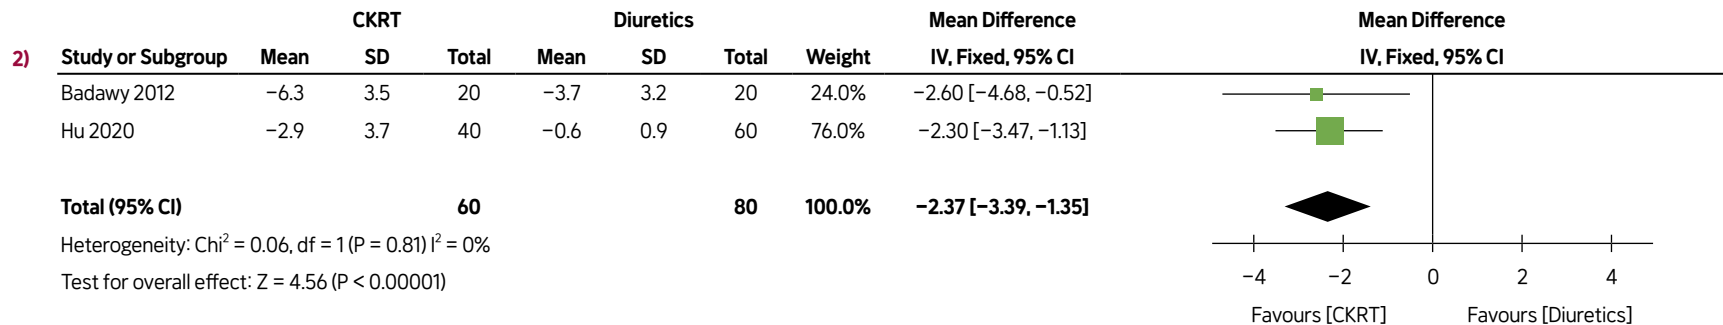 CKRT Diuretics Mean Difference Mean Difference
2) Study or Subgroup Mean SD Total Mean SD Total Weight IV, Fixed, 95% CI IV, Fixed, 95% CI
Badawy 2012 −6.3 3.5 20 −3.7 3.2 20 24.0% −2.60 [−4.68, −0.52]
Hu 2020 −2.9 3.7 40 −0.6 0.9 60 76.0% −2.30 [−3.47, −1.13]
Total (95% CI) 60 80 100.0% −2.37 [−3.39, −1.35]
Heterogeneity: Chi² = 0.06, df = 1 (P = 0.81) I² = 0%
Test for overall effect: Z = 4.56 (P < 0.00001)
−4 −2 0 2 4
Favours [CKRT] Favours [Diuretics]